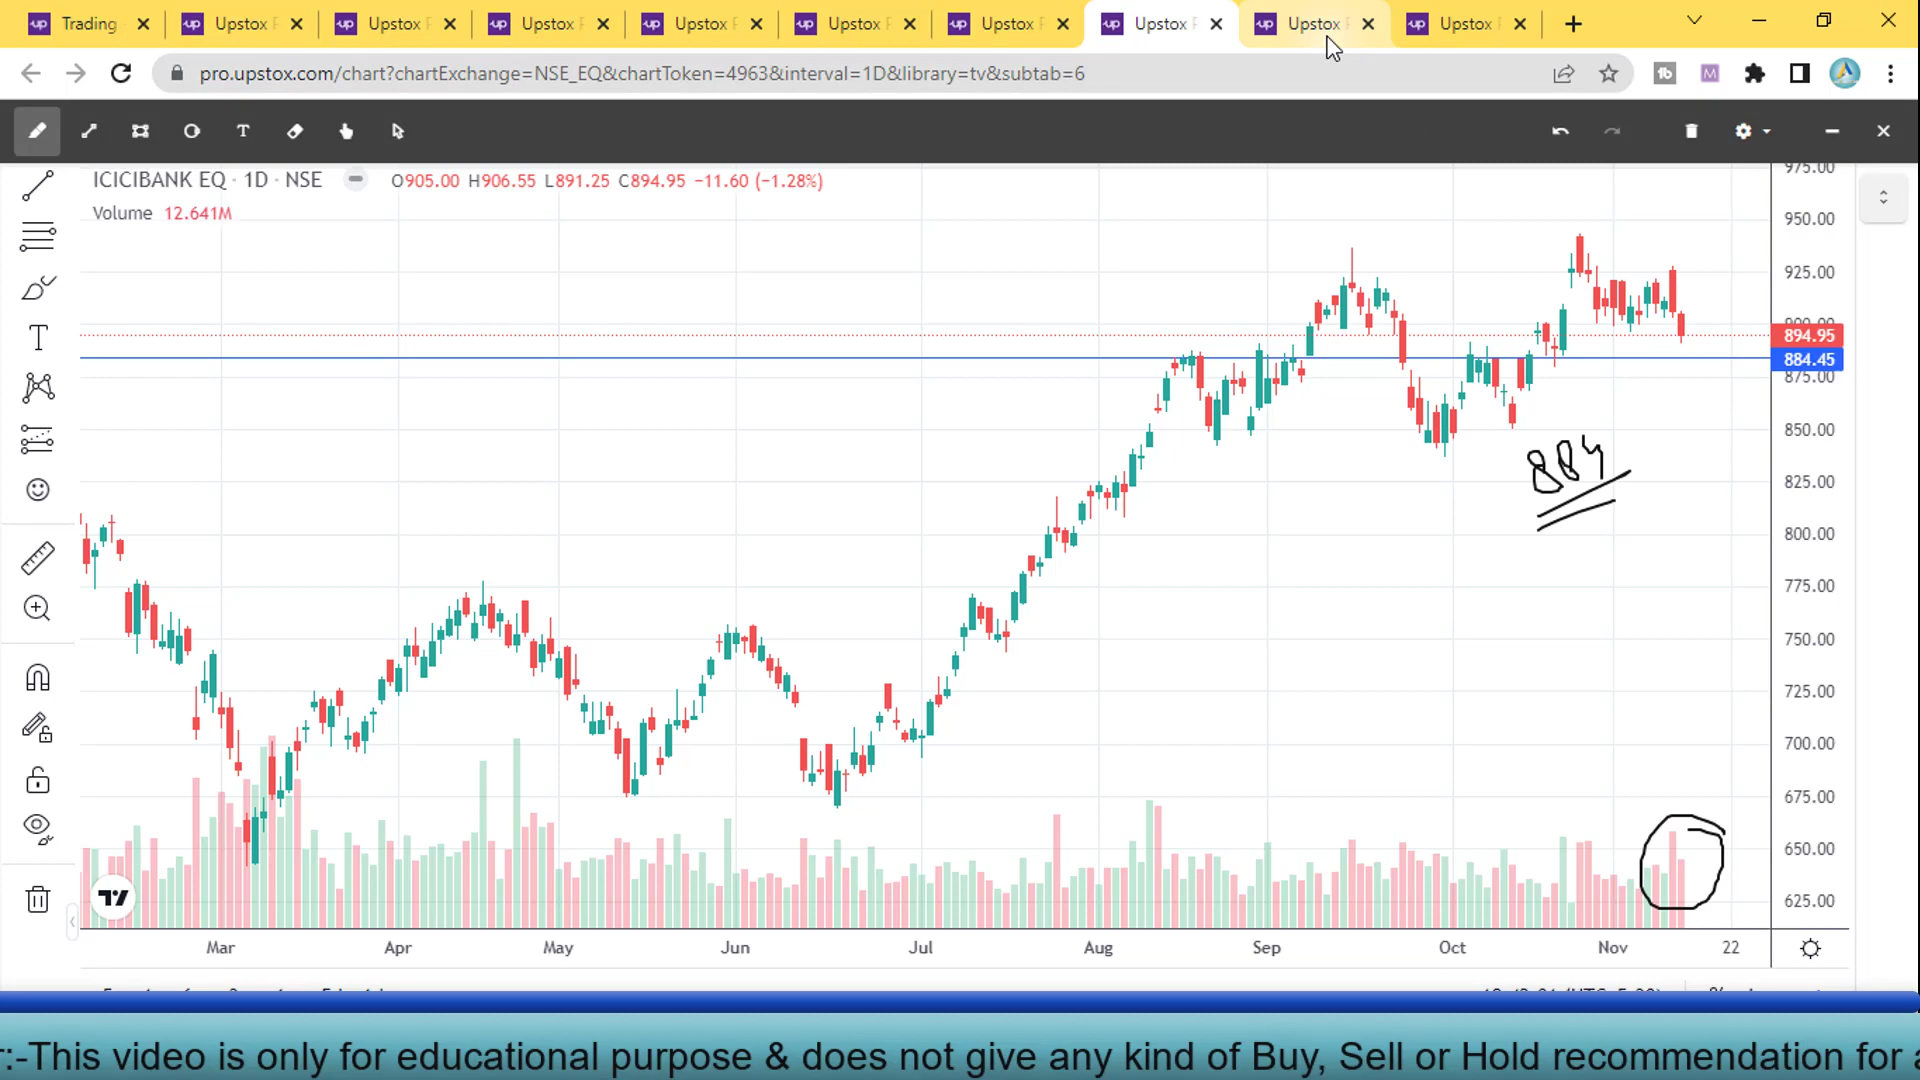 Trading
Upstox
Upstox
Upstox
Upstox
Upstox
Upstox
Upstox
Upstox
Upstox
pro.upstox.com/chart?chartExchange=NSE_EQ&chartToken=4963&interval=1D&library=tv&subtab=6
ICICIBANK EQ · 1D · NSE O905.00 H906.55 L891.25 C894.95 −11.60 (−1.28%)
Volume 12.641M
975.00
950.00
925.00
900.00
894.95
884.45
875.00
850.00
825.00
800.00
775.00
750.00
725.00
700.00
675.00
650.00
625.00
884
Mar Apr May Jun Jul Aug Sep Oct Nov 22
r:-This video is only for educational purpose & does not give any kind of Buy, Sell or Hold recommendation for a